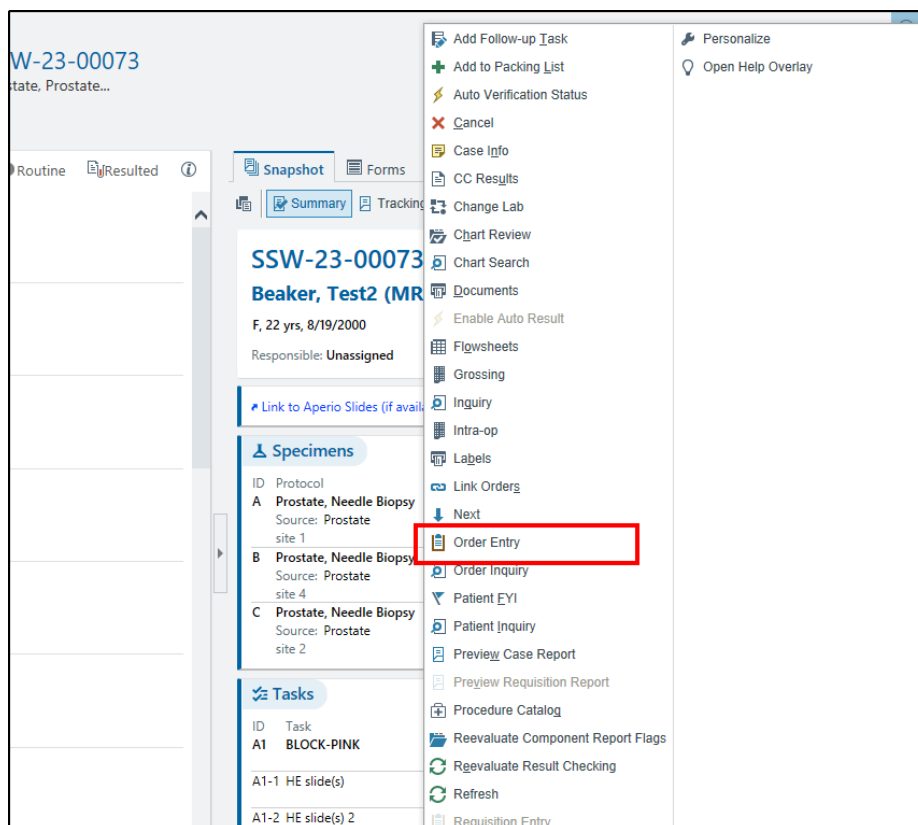 W-23-00073
state, Prostate...
Routine
Resulted
Snapshot
Forms
Summary
Tracking
SSW-23-00073
Beaker, Test2 (MR
F, 22 yrs, 8/19/2000
Responsible: Unassigned
Link to Aperio Slides (if avail
Specimens
ID Protocol
A Prostate, Needle Biopsy
Source: Prostate
site 1
B Prostate, Needle Biopsy
Source: Prostate
site 4
C Prostate, Needle Biopsy
Source: Prostate
site 2
Tasks
ID Task
A1 BLOCK-PINK
A1-1 HE slide(s)
A1-2 HE slide(s) 2
Add Follow-up Task
Add to Packing List
Auto Verification Status
Cancel
Case Info
CC Results
Change Lab
Chart Review
Chart Search
Documents
Enable Auto Result
Flowsheets
Grossing
Inquiry
Intra-op
Labels
Link Orders
Next
Order Entry
Order Inquiry
Patient FYI
Patient Inquiry
Preview Case Report
Preview Requisition Report
Procedure Catalog
Reevaluate Component Report Flags
Reevaluate Result Checking
Refresh
Requisition Entry
Personalize
Open Help Overlay